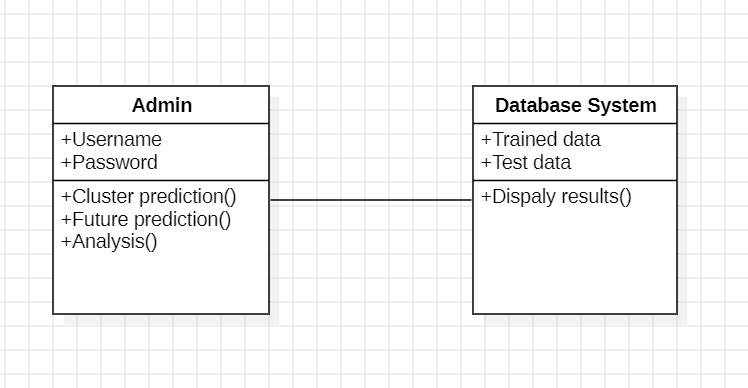 Admin
+Username
+Password
+Cluster prediction()
+Future prediction()
+Analysis()
Database System
+Trained data
+Test data
+Dispaly results()